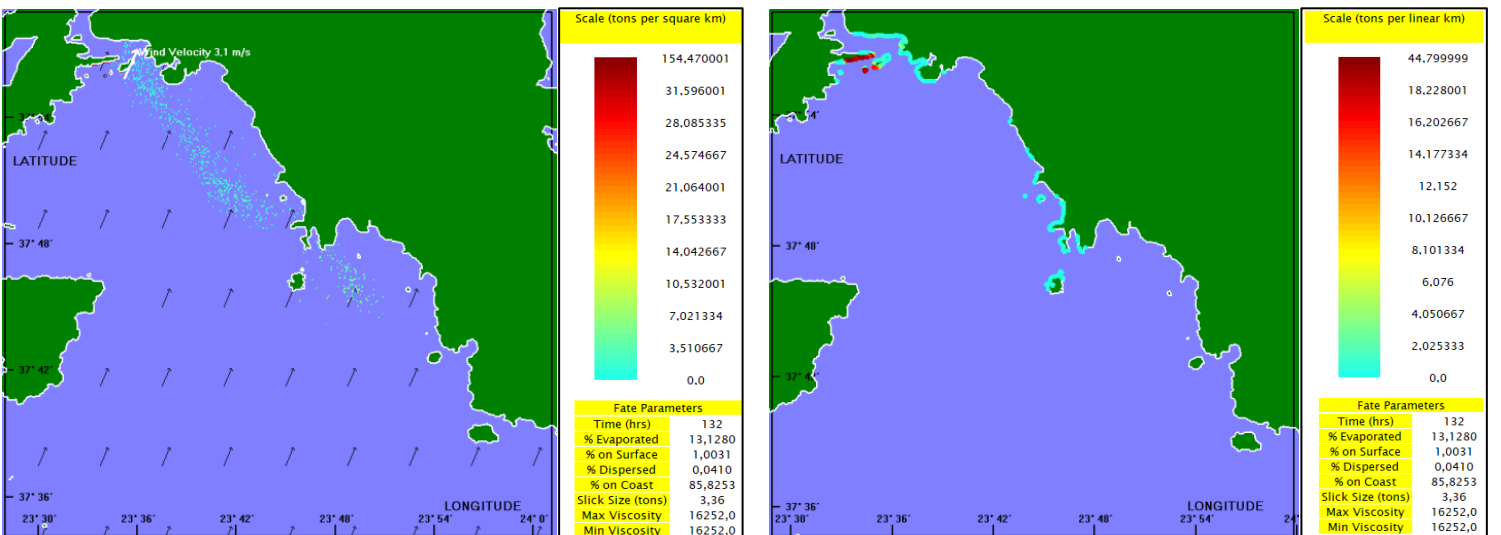 Scale (tons per square km)
Wind Velocity 3,1 m/s
154,470001
31,596001
28,085335
24,574667
21,064001
17,553333
14,042667
10,532001
7,021334
3,510667
0,0
LATITUDE
37° 48'
37° 42'
37° 36'
LONGITUDE
23° 30' 23° 36' 23° 42' 23° 48' 23° 54' 24° 0'
Fate Parameters
Time (hrs) 132
% Evaporated 13,1280
% on Surface 1,0031
% Dispersed 0,0410
% on Coast 85,8253
Slick Size (tons) 3,36
Max Viscosity 16252,0
Min Viscosity 16252,0
Scale (tons per linear km)
44,799999
18,228001
16,202667
14,177334
12,152
10,126667
8,101334
6,076
4,050667
2,025333
0,0
LATITUDE
37° 48'
37° 36'
LONGITUDE
23° 30' 23° 36' 23° 42' 23° 48' 23° 54' 24°
Fate Parameters
Time (hrs) 132
% Evaporated 13,1280
% on Surface 1,0031
% Dispersed 0,0410
% on Coast 85,8253
Slick Size (tons) 3,36
Max Viscosity 16252,0
Min Viscosity 16252,0